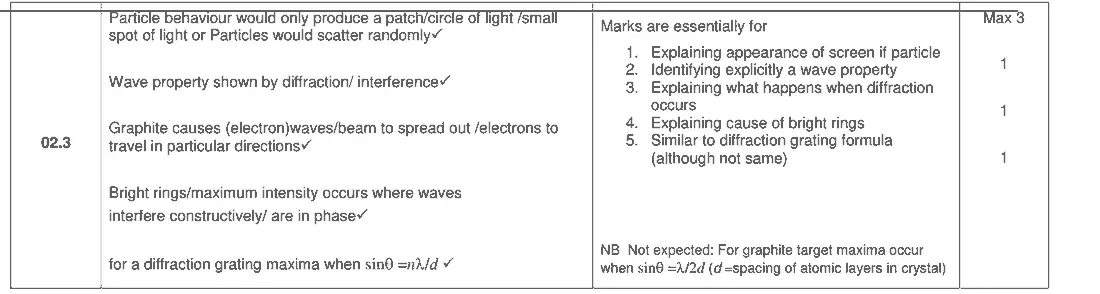 Particle behaviour would only produce a patch/circle of light /small
spot of light or Particles would scatter randomly✓
Wave property shown by diffraction/ interference✓
02.3
Graphite causes (electron)waves/beam to spread out /electrons to
travel in particular directions✓
Bright rings/maximum intensity occurs where waves
interfere constructively/ are in phase✓
for a diffraction grating maxima when sinθ =nλ/d ✓
Marks are essentially for
1. Explaining appearance of screen if particle
2. Identifying explicitly a wave property
3. Explaining what happens when diffraction
occurs
4. Explaining cause of bright rings
5. Similar to diffraction grating formula
(although not same)
NB Not expected: For graphite target maxima occur
when sinθ =λ/2d (d =spacing of atomic layers in crystal)
Max 3
1
1
1